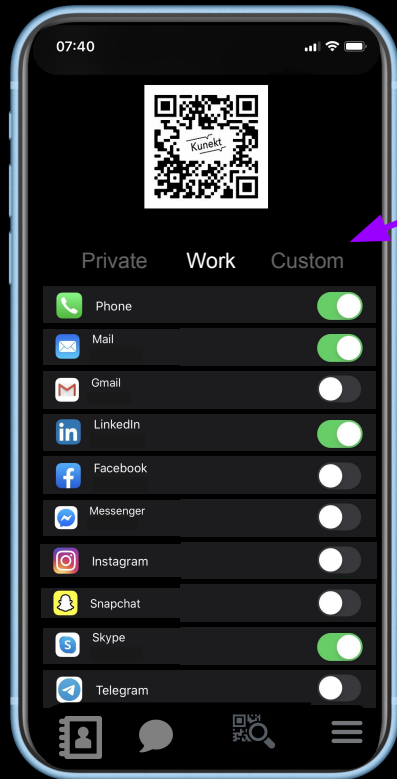 07:40
Kunekt
Private Work Custom
Phone
Mail
Gmail
LinkedIn
Facebook
Messenger
Instagram
Snapchat
Skype
Telegram